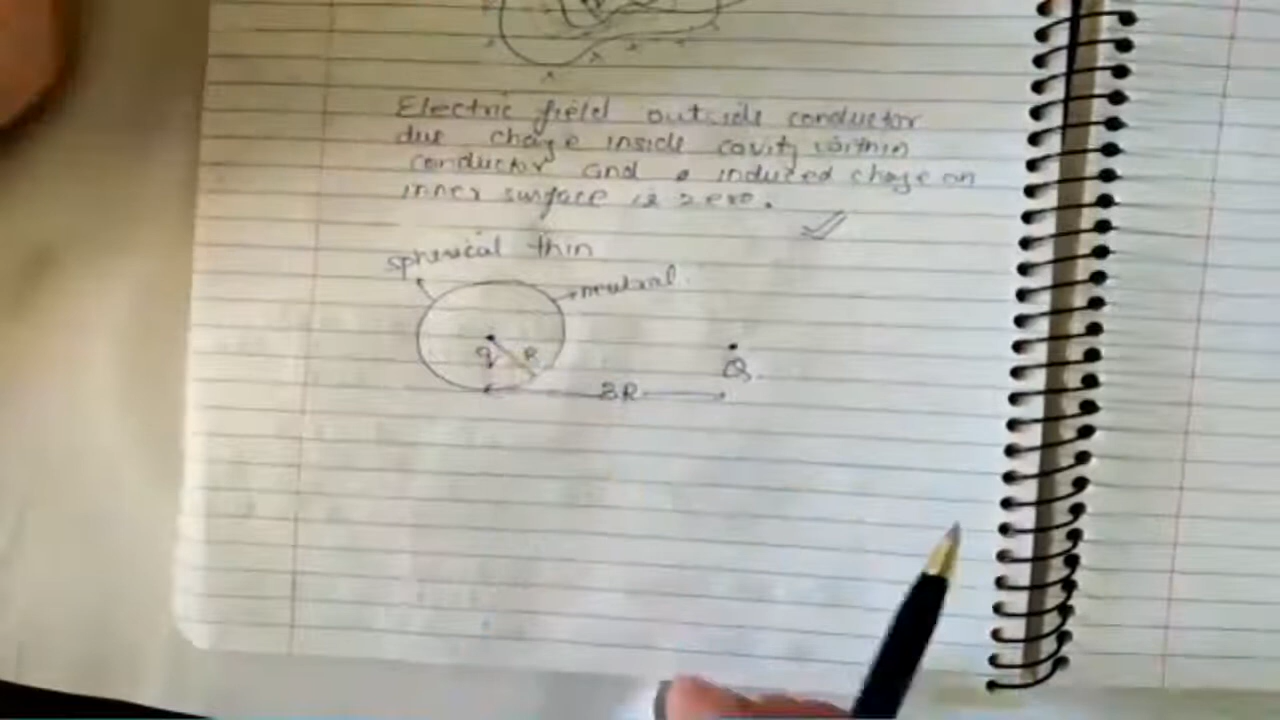 Electric field outside conductor
due charge inside cavity within
conductor and induced charge on
inner surface is zero.
spherical thin
neutral.
q R
Q.
3R